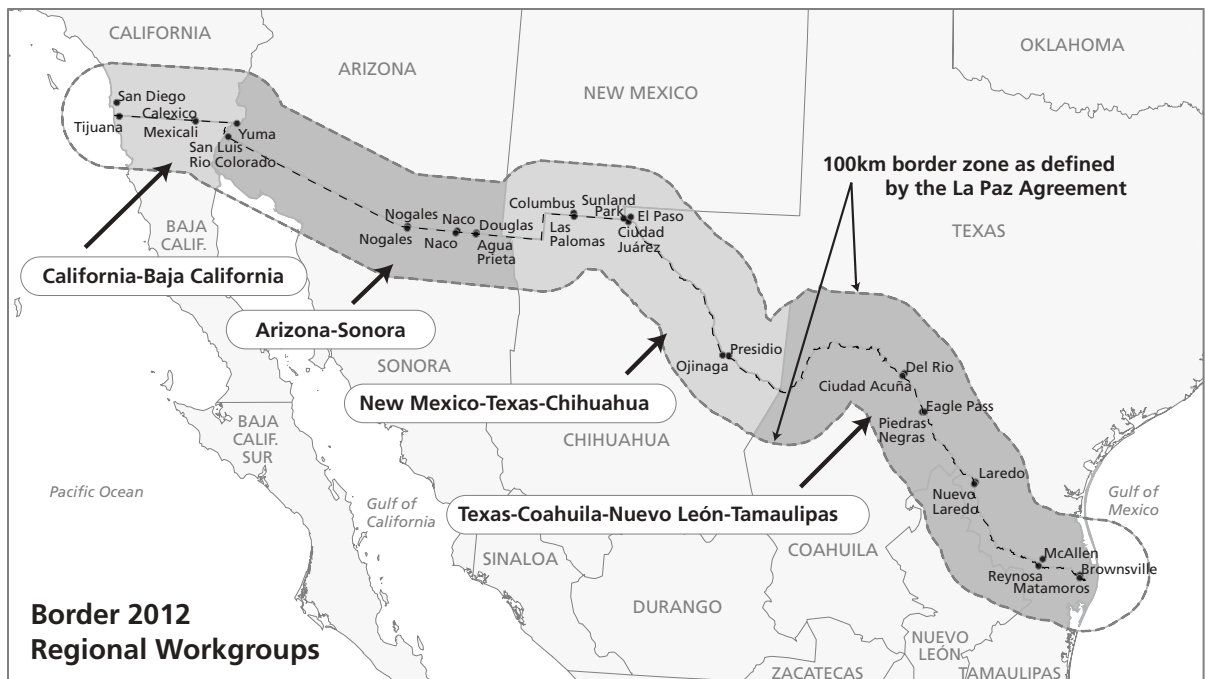 CALIFORNIA
ARIZONA
NEW MEXICO
OKLAHOMA
San Diego
Calexico
Tijuana
Mexicali
Yuma
San Luis
Rio Colorado
100km border zone as defined
by the La Paz Agreement
Columbus
Sunland
Park
El Paso
Ciudad
Juárez
Las
Palomas
Nogales
Naco
Douglas
Nogales
Naco
Agua
Prieta
TEXAS
BAJA
CALIF.
California-Baja California
Arizona-Sonora
SONORA
Presidio
Ojinaga
Del Rio
Ciudad Acuña
New Mexico-Texas-Chihuahua
Eagle Pass
Piedras
Negras
BAJA
CALIF.
SUR
CHIHUAHUA
Laredo
Nuevo
Laredo
Pacific Ocean
Gulf of
California
Gulf of
Mexico
Texas-Coahuila-Nuevo León-Tamaulipas
SINALOA
COAHUILA
McAllen
Reynosa
Brownsville
Matamoros
DURANGO
Border 2012
Regional Workgroups
NUEVO
LEÓN
ZACATECAS
TAMAULIPAS